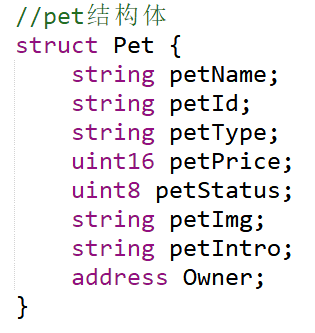 //pet结构体
struct Pet {
    string petName;
    string petId;
    string petType;
    uint16 petPrice;
    uint8 petStatus;
    string petImg;
    string petIntro;
    address Owner;
}